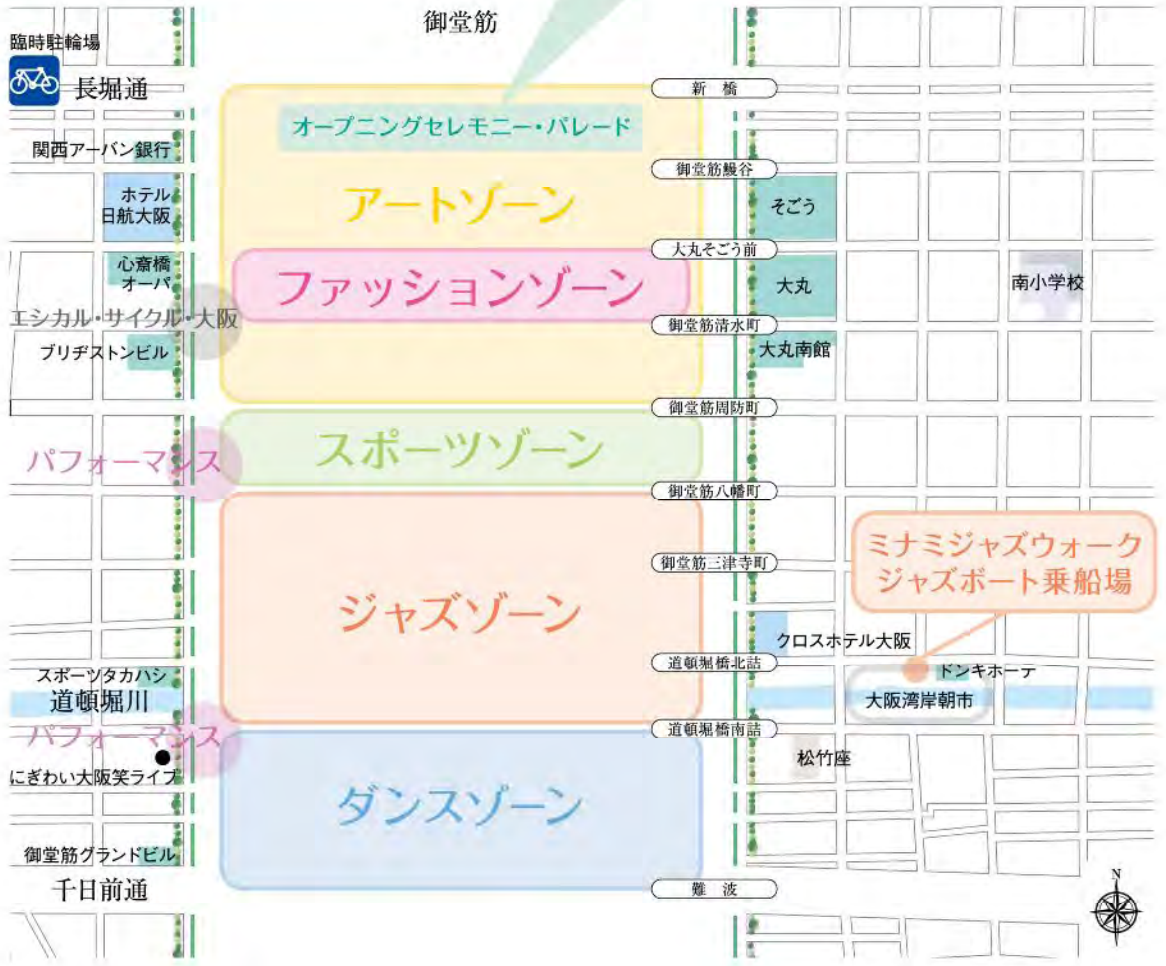 御堂筋
臨時駐輪場
長堀通
新橋
オープニングセレモニー・パレード
関西アーバン銀行
御堂筋鰻谷
ホテル
日航大阪
アートゾーン
そごう
大丸そごう前
心斎橋
オーパ
ファッションゾーン
大丸
南小学校
エシカル・サイクル・大阪
御堂筋清水町
ブリヂストンビル
大丸南館
御堂筋周防町
スポーツゾーン
パフォーマンス
御堂筋八幡町
ミナミジャズウォーク
ジャズボート乗船場
御堂筋三津寺町
ジャズゾーン
クロスホテル大阪
道頓堀橋北詰
スポーツタカハシ
ドンキホーテ
道頓堀川
大阪湾岸朝市
道頓堀橋南詰
パフォーマンス
松竹座
にぎわい大阪笑ライブ
ダンスゾーン
御堂筋グランドビル
千日前通
難波
N